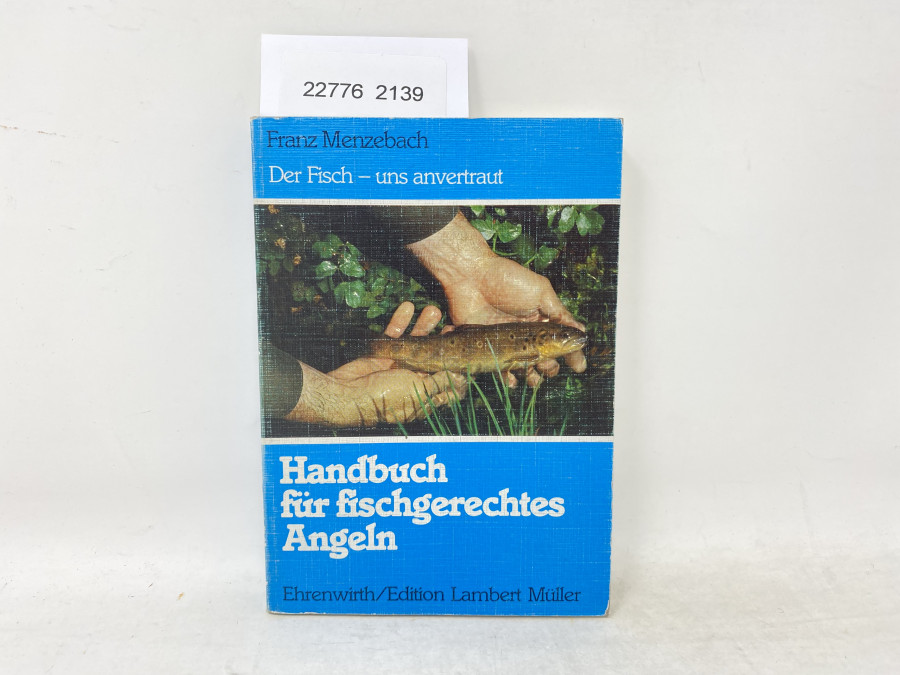 22776 2139
Franz Menzebach
Der Fisch – uns anvertraut
Handbuch
für fischgerechtes
Angeln
Ehrenwirth/Edition Lambert Müller